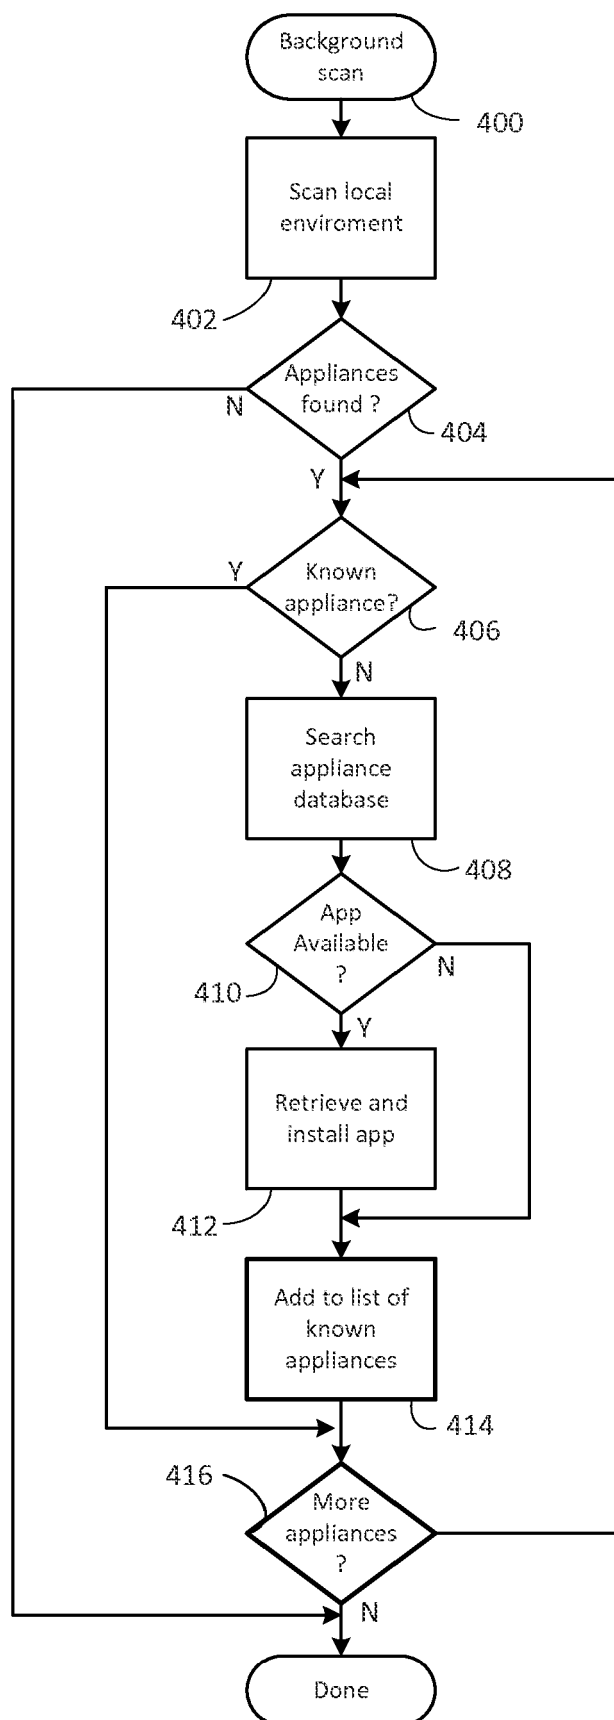 Background
scan
400
Scan local
enviroment
402
Appliances
found ?
N
404
Y
Known
appliance?
Y
406
N
Search
appliance
database
408
App
Available
?
N
410
Y
Retrieve and
install app
412
Add to list of
known
appliances
414
416
More
appliances
?
N
Done